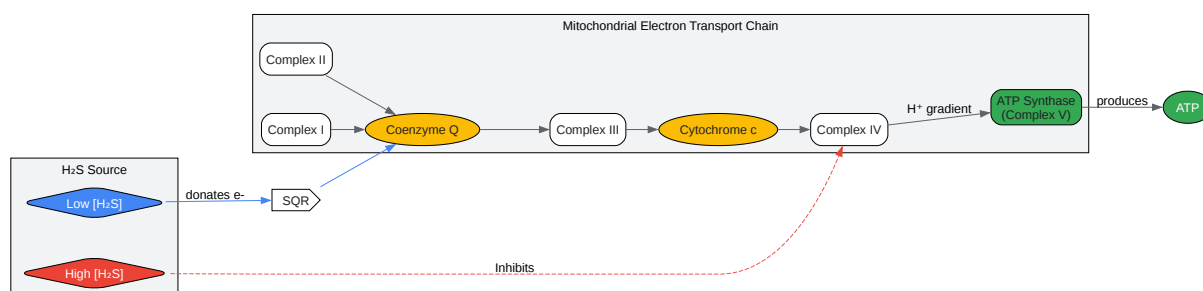 Mitochondrial Electron Transport Chain
Complex II
Complex I
Coenzyme Q
Complex III
Cytochrome c
Complex IV
H⁺ gradient
ATP Synthase
(Complex V)
produces
ATP
H₂S Source
Low [H₂S]
donates e-
SQR
High [H₂S]
Inhibits